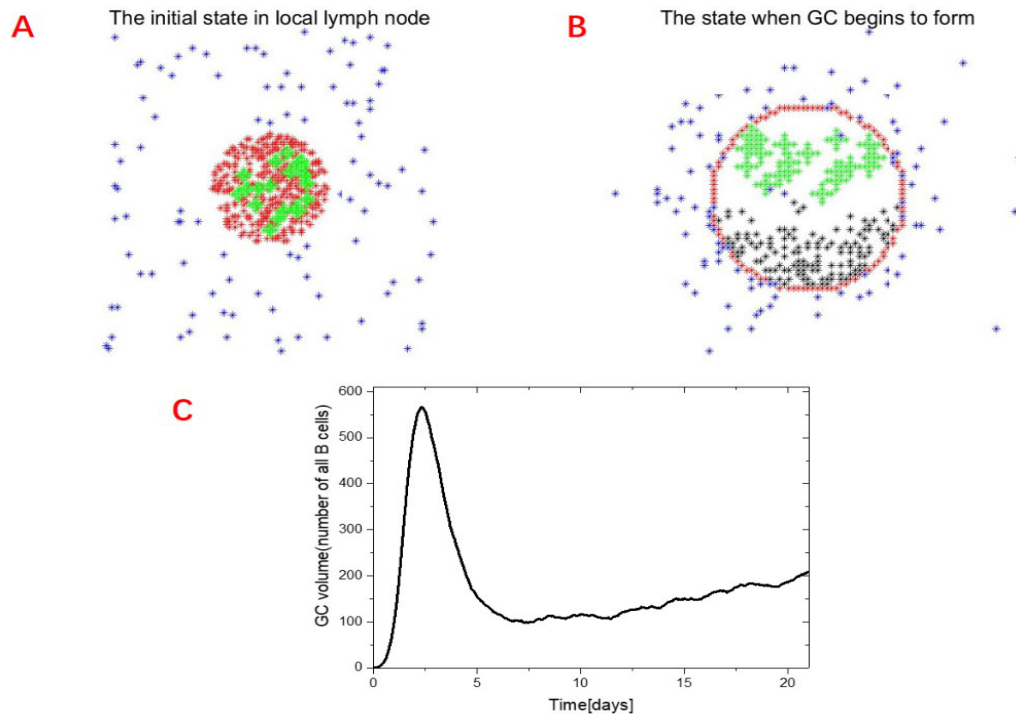 A
The initial state in local lymph node
B
The state when GC begins to form
C
GC volume(number of all B cells)
600
500
400
300
200
100
0
0
5
10
15
20
Time[days]